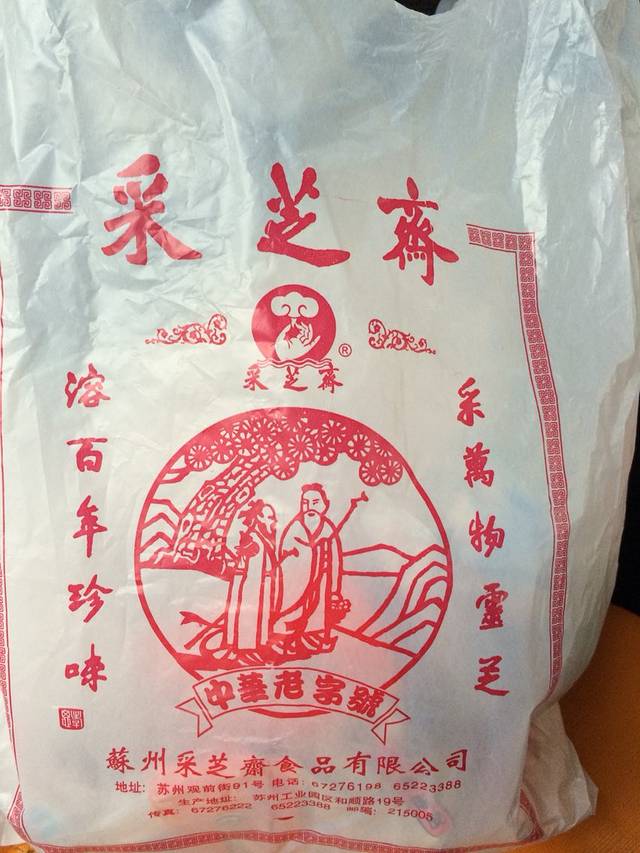 采芝齋
®
采芝齋
采萬物靈芝
溶百年珍味
中華老字號
蘇州采芝齋食品有限公司
地址：苏州观前街91号 电话：67276198 65223388
生产地址：苏州工业园区和顺路19号
传真：67276222 65223388 邮编：215005